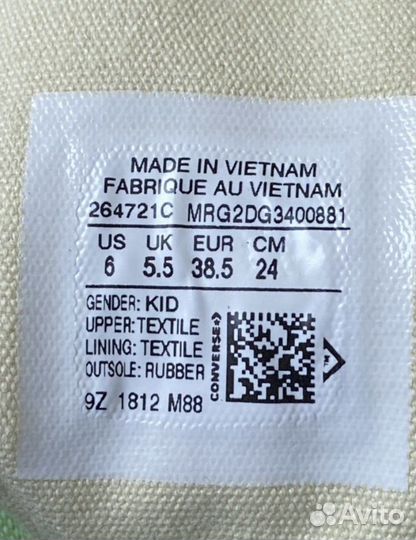 MADE IN VIETNAM
FABRIQUE AU VIETNAM
264721C MRG2DG3400881
US UK EUR CM
6 5.5 38.5 24
GENDER: KID
UPPER: TEXTILE
LINING: TEXTILE
OUTSOLE: RUBBER
9Z 1812 M88
CONVERSE
TM
Avito